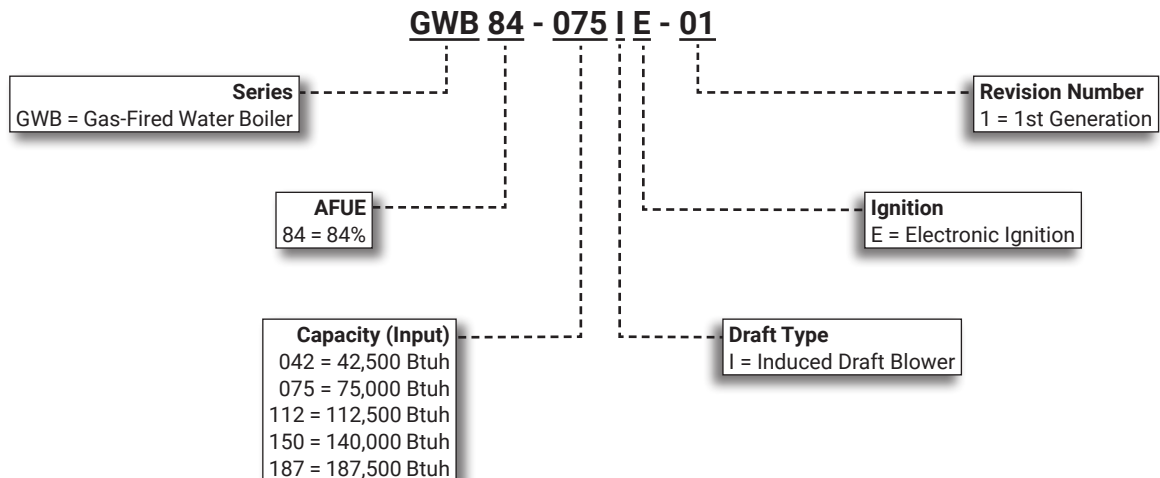 GWB 84 - 075 I E - 01
Series
GWB = Gas-Fired Water Boiler
Revision Number
1 = 1st Generation
AFUE
84 = 84%
Ignition
E = Electronic Ignition
Capacity (Input)
042 = 42,500 Btuh
075 = 75,000 Btuh
112 = 112,500 Btuh
150 = 140,000 Btuh
187 = 187,500 Btuh
Draft Type
I = Induced Draft Blower